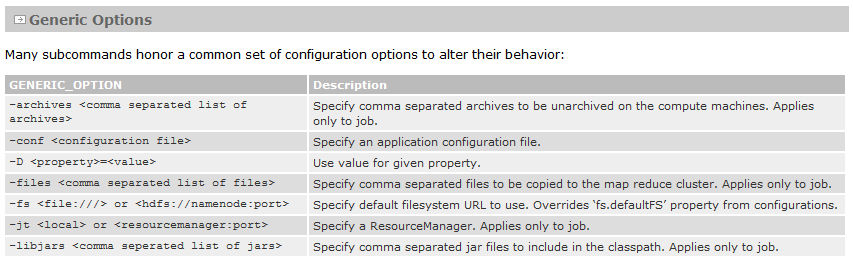 Generic Options
Many subcommands honor a common set of configuration options to alter their behavior:
GENERIC_OPTION Description
-archives <comma separated list of archives> Specify comma separated archives to be unarchived on the compute machines. Applies only to job.
-conf <configuration file> Specify an application configuration file.
-D <property>=<value> Use value for given property.
-files <comma separated list of files> Specify comma separated files to be copied to the map reduce cluster. Applies only to job.
-fs <file:///> or <hdfs://namenode:port> Specify default filesystem URL to use. Overrides ‘fs.defaultFS’ property from configurations.
-jt <local> or <resourcemanager:port> Specify a ResourceManager. Applies only to job.
-libjars <comma seperated list of jars> Specify comma separated jar files to include in the classpath. Applies only to job.